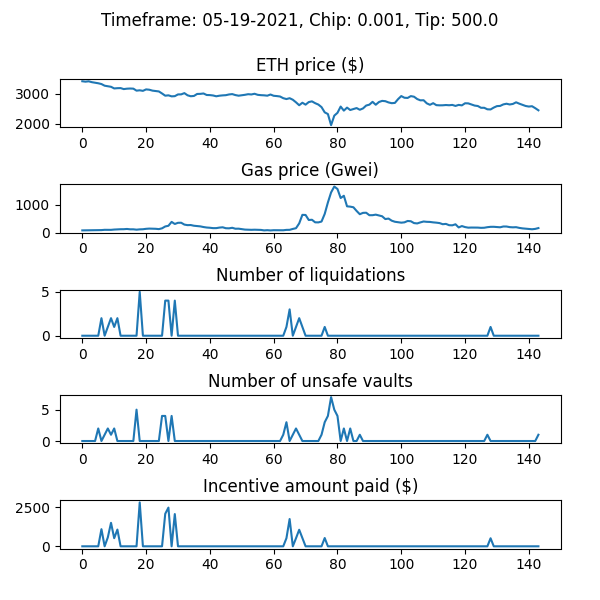 Timeframe: 05-19-2021, Chip: 0.001, Tip: 500.0
ETH price ($)
3000
2000
0 20 40 60 80 100 120 140
Gas price (Gwei)
1000
0
0 20 40 60 80 100 120 140
Number of liquidations
5
0
0 20 40 60 80 100 120 140
Number of unsafe vaults
5
0
0 20 40 60 80 100 120 140
Incentive amount paid ($)
2500
0
0 20 40 60 80 100 120 140